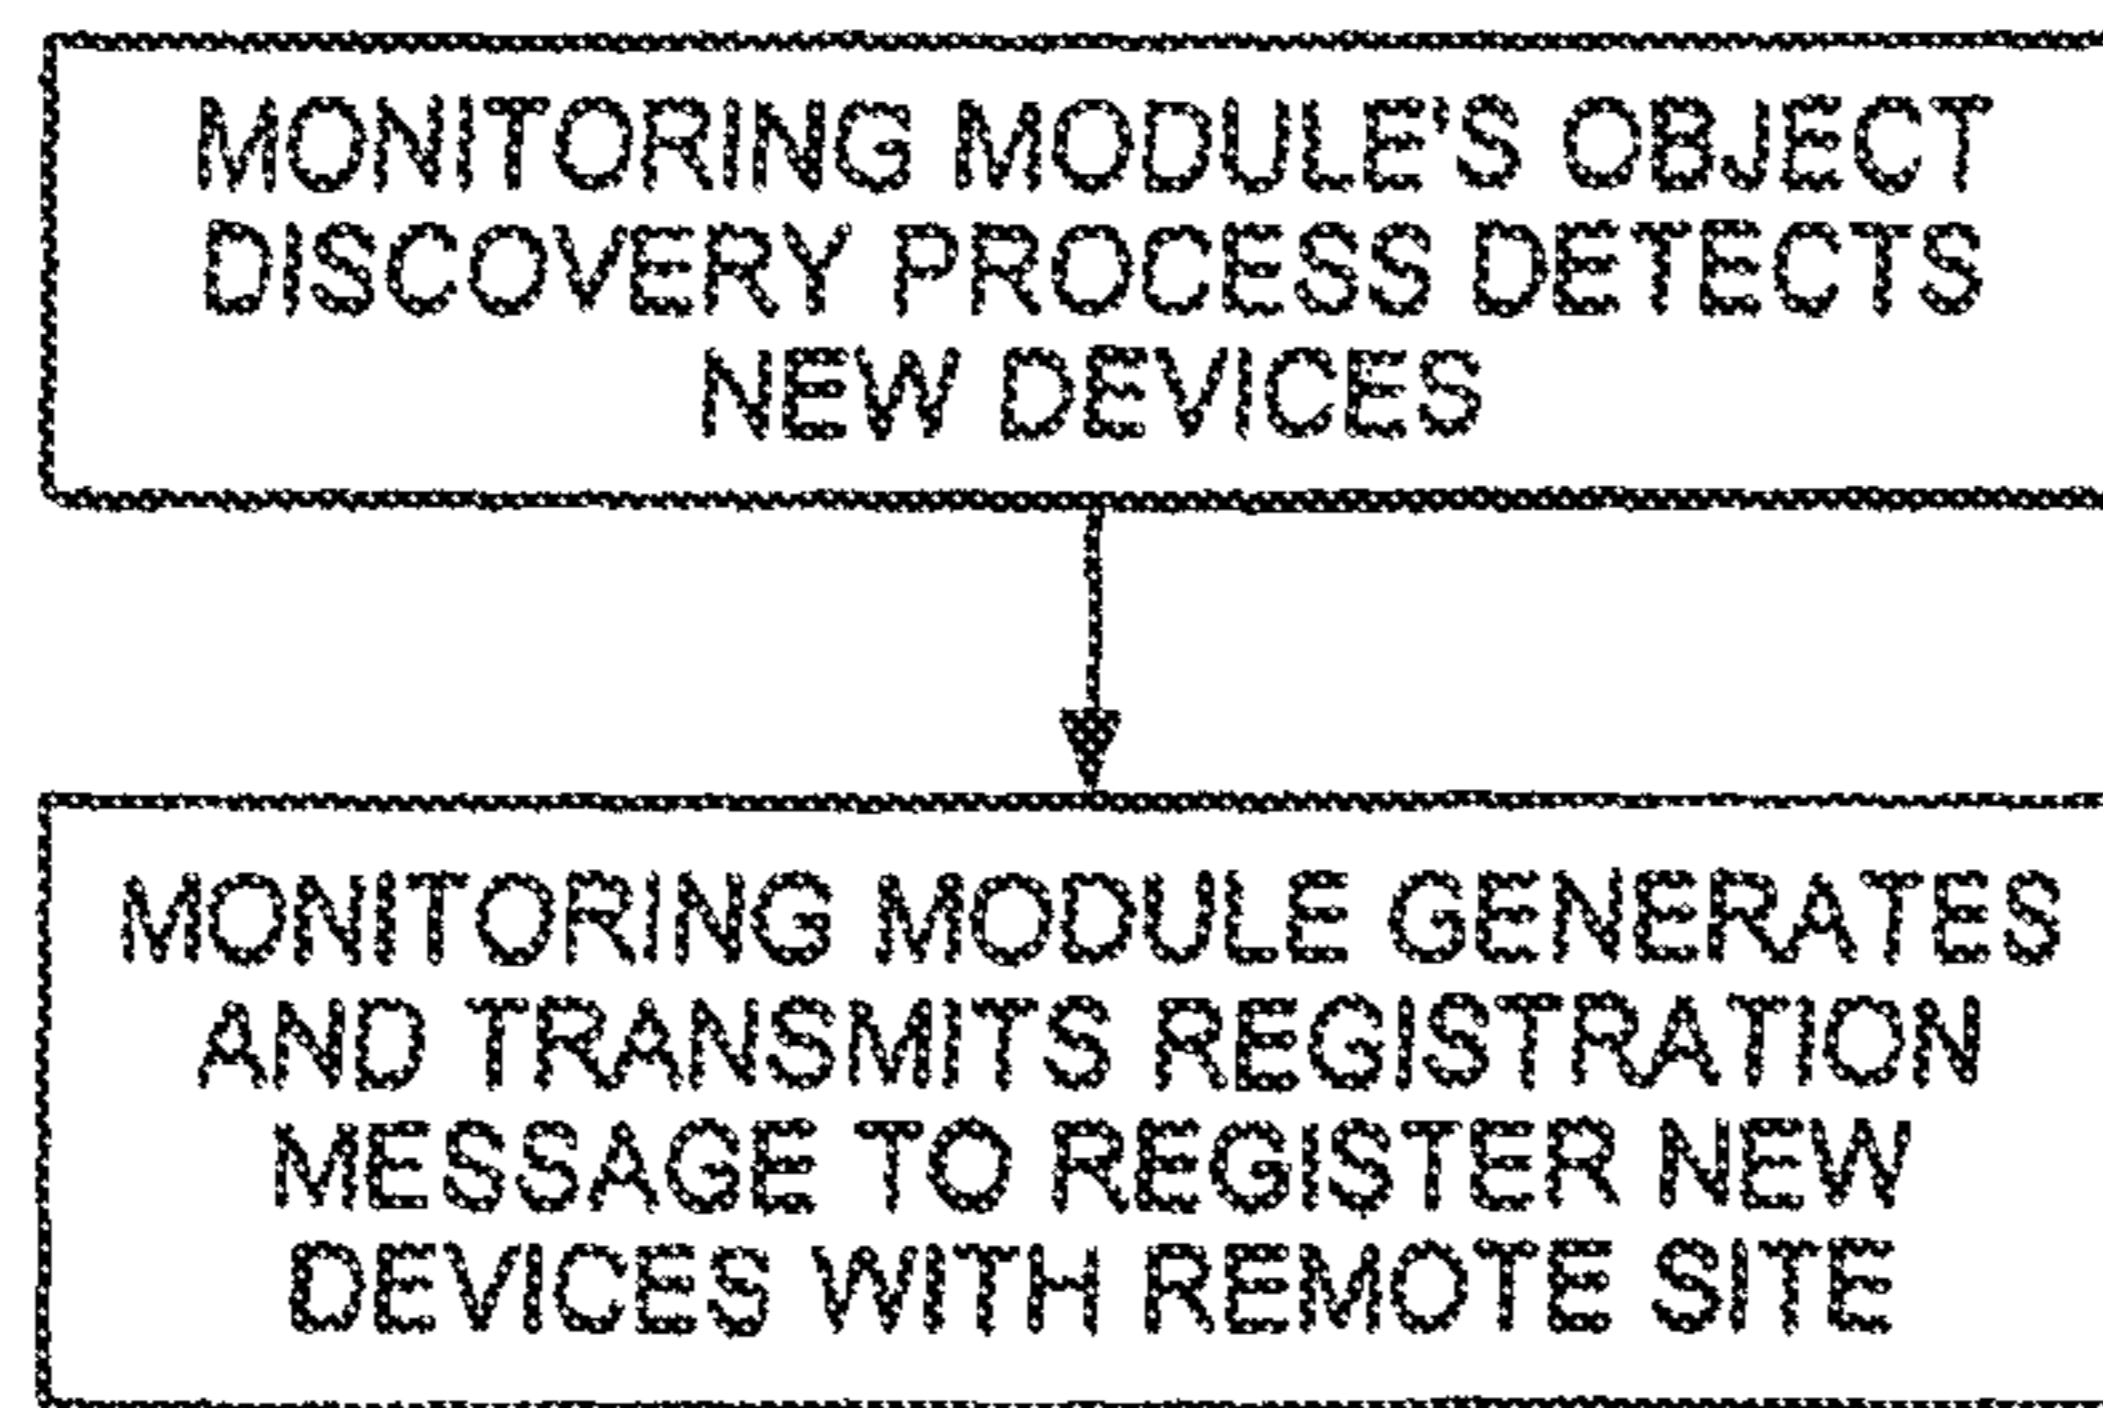 MONITORING MODULE'S OBJECT
DISCOVERY PROCESS DETECTS
NEW DEVICES
MONITORING MODULE GENERATES
AND TRANSMITS REGISTRATION
MESSAGE TO REGISTER NEW
DEVICES WITH REMOTE SITE